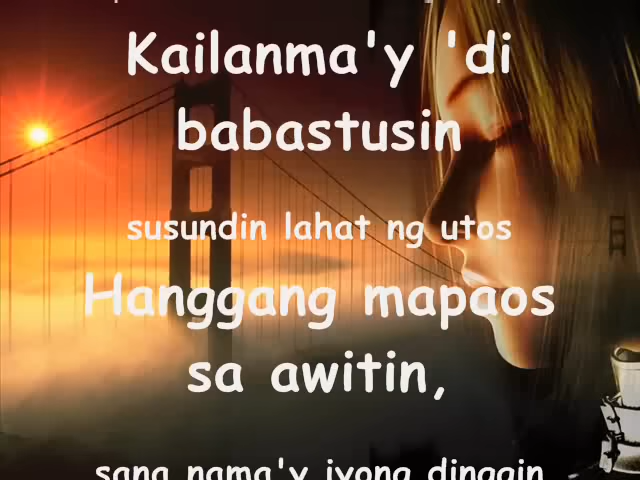 Kailanma'y 'di
babastusin
susundin lahat ng utos
Hanggang mapaos
sa awitin,
sana nama'y iyong dinggin